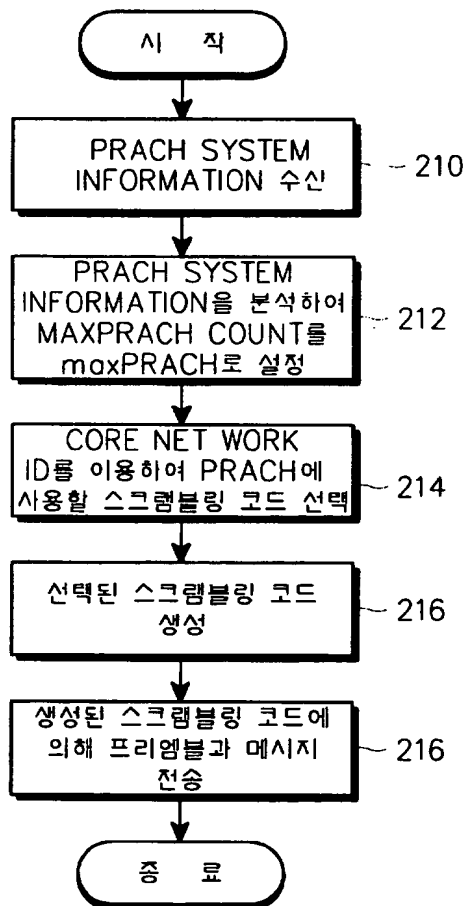 시 작
PRACH SYSTEM
INFORMATION 수신
210
PRACH SYSTEM
INFORMATION을 분석하여
MAXPRACH COUNT를
maxPRACH로 설정
212
CORE NET WORK
ID를 이용하여 PRACH에
사용할 스크램블링 코드 선택
214
선택된 스크램블링 코드
생성
216
생성된 스크램블링 코드에
의해 프리엠블과 메시지
전송
216
종 료